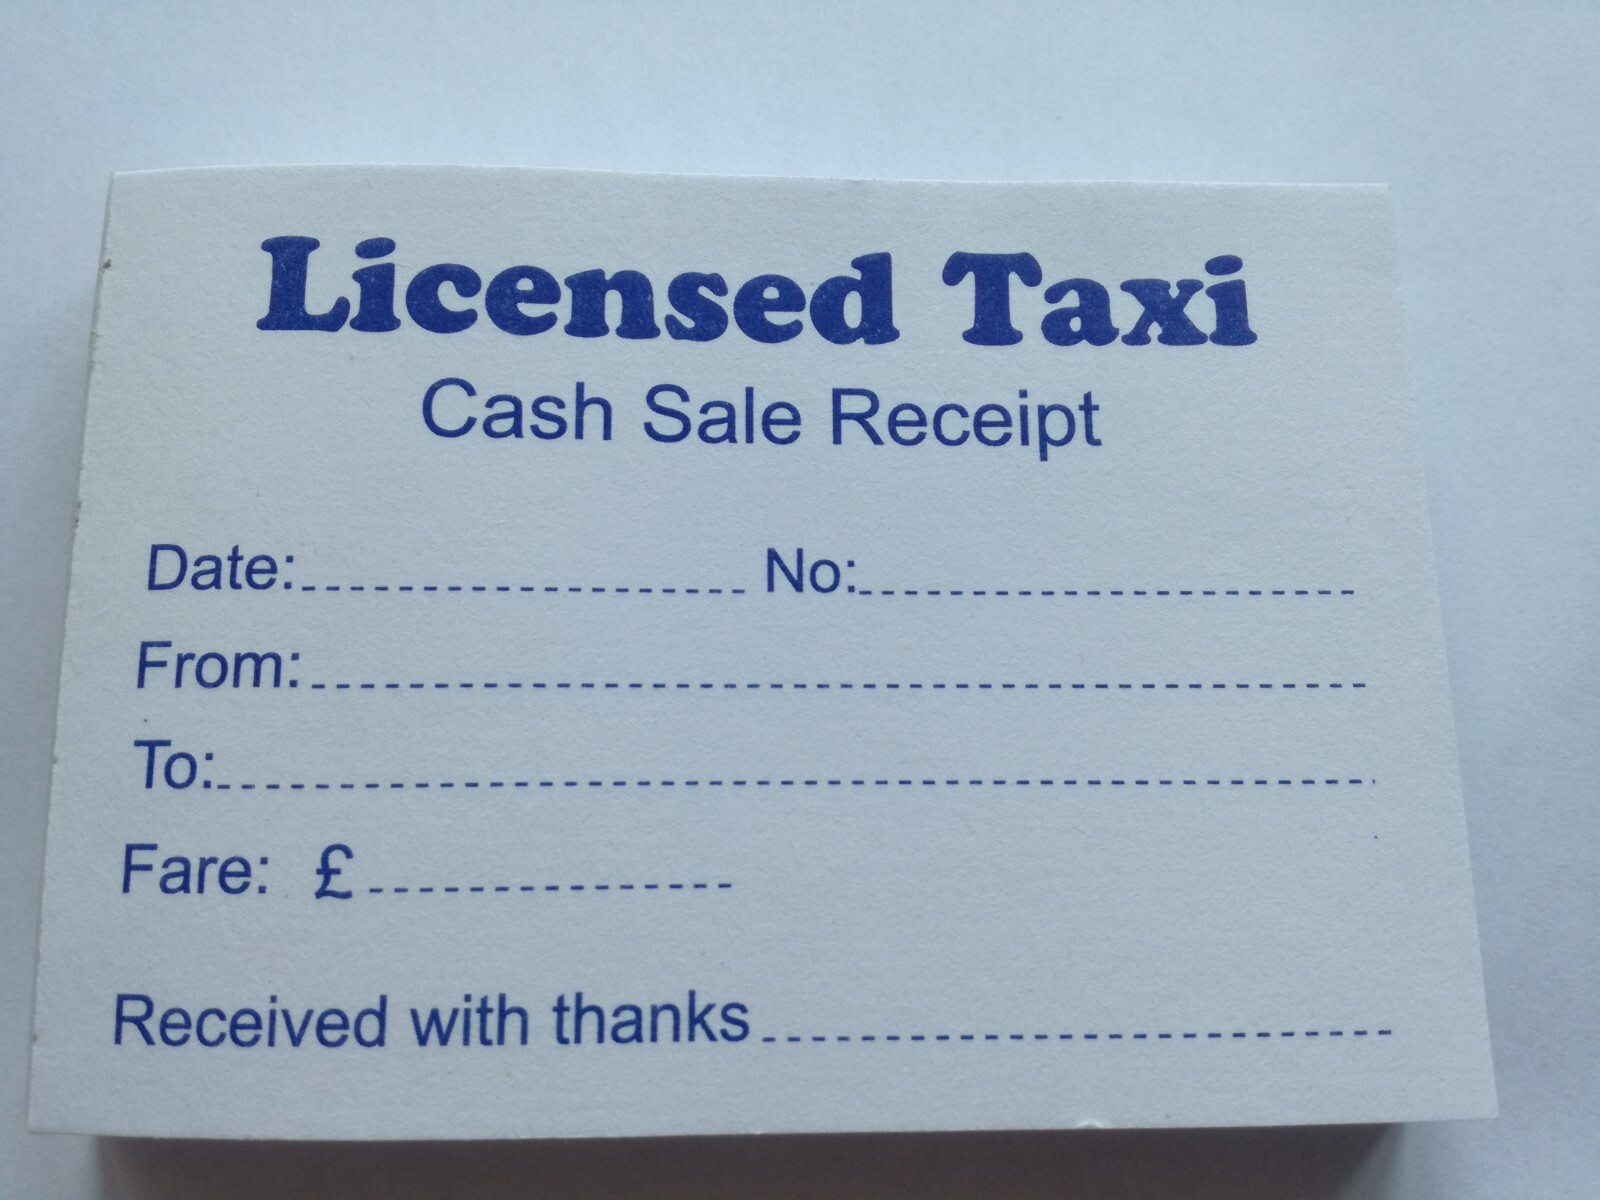 Licensed Taxi
Cash Sale Receipt
Date:------------------- No:----------------------
From:----------------------------------------
To:----------------------------------------------
Fare: £---------------
Received with thanks--------------------------